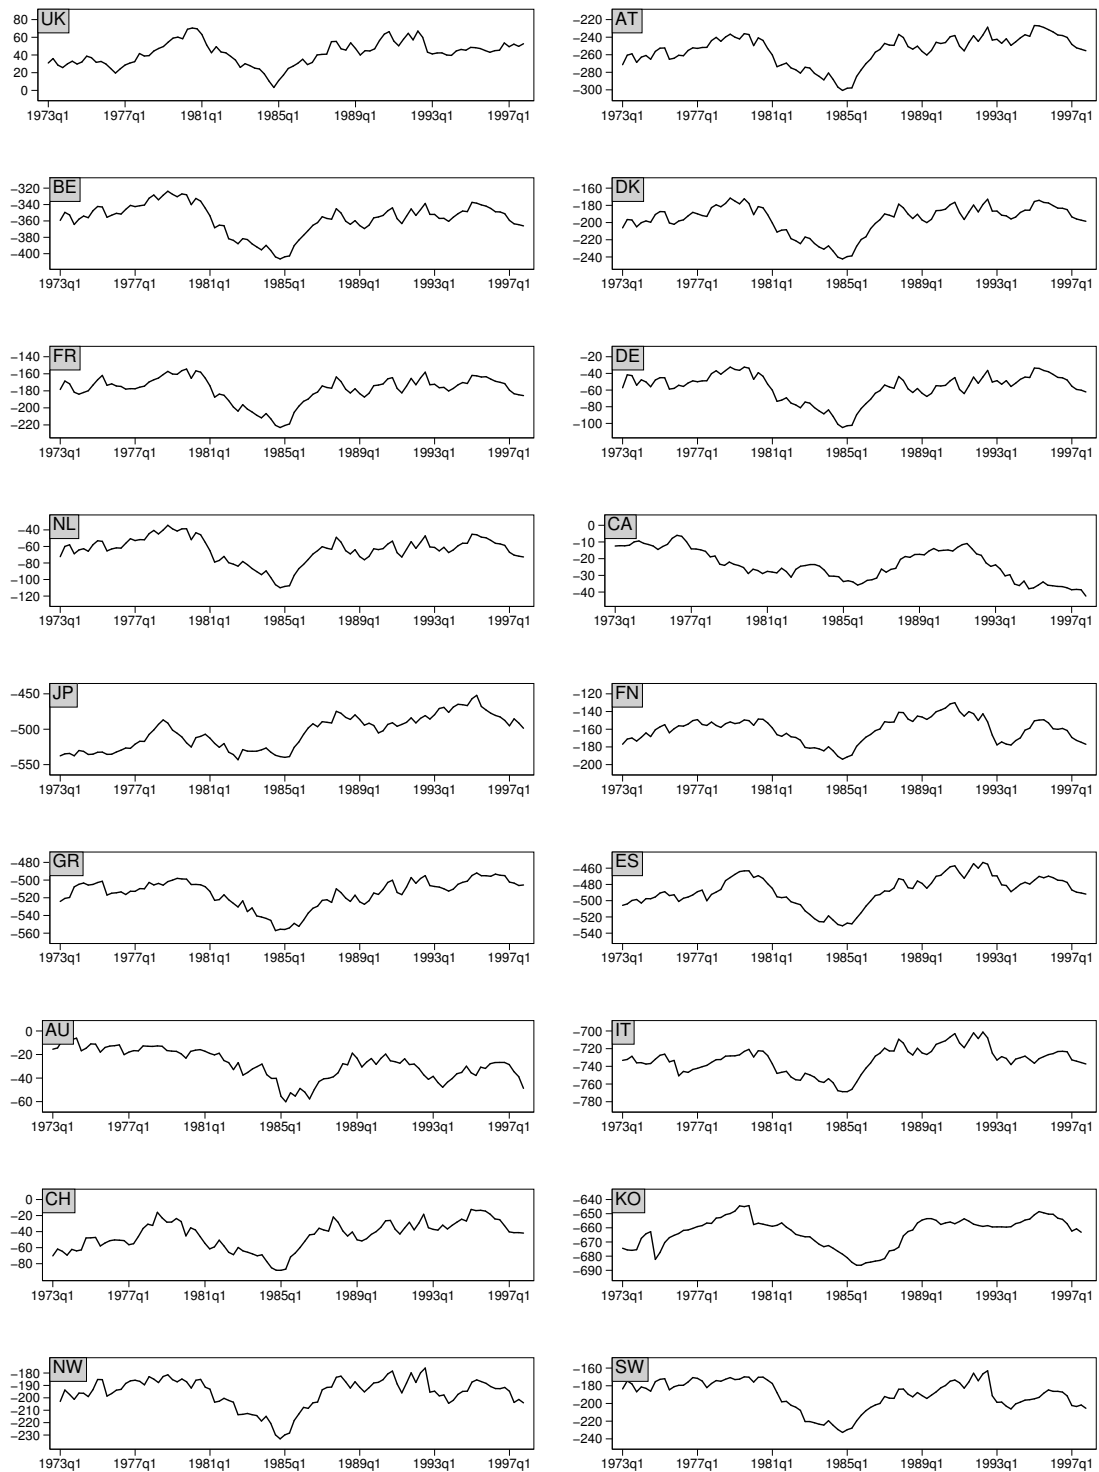 UK
80
60
40
20
0
1973q1 1977q1 1981q1 1985q1 1989q1 1993q1 1997q1
AT
−220
−240
−260
−280
−300
1973q1 1977q1 1981q1 1985q1 1989q1 1993q1 1997q1
BE
−320
−340
−360
−380
−400
1973q1 1977q1 1981q1 1985q1 1989q1 1993q1 1997q1
DK
−160
−180
−200
−220
−240
1973q1 1977q1 1981q1 1985q1 1989q1 1993q1 1997q1
FR
−140
−160
−180
−200
−220
1973q1 1977q1 1981q1 1985q1 1989q1 1993q1 1997q1
DE
−20
−40
−60
−80
−100
1973q1 1977q1 1981q1 1985q1 1989q1 1993q1 1997q1
NL
−40
−60
−80
−100
−120
1973q1 1977q1 1981q1 1985q1 1989q1 1993q1 1997q1
CA
0
−10
−20
−30
−40
1973q1 1977q1 1981q1 1985q1 1989q1 1993q1 1997q1
JP
−450
−500
−550
1973q1 1977q1 1981q1 1985q1 1989q1 1993q1 1997q1
FN
−120
−140
−160
−180
−200
1973q1 1977q1 1981q1 1985q1 1989q1 1993q1 1997q1
GR
−480
−500
−520
−540
−560
1973q1 1977q1 1981q1 1985q1 1989q1 1993q1 1997q1
ES
−460
−480
−500
−520
−540
1973q1 1977q1 1981q1 1985q1 1989q1 1993q1 1997q1
AU
0
−20
−40
−60
1973q1 1977q1 1981q1 1985q1 1989q1 1993q1 1997q1
IT
−700
−720
−740
−760
−780
1973q1 1977q1 1981q1 1985q1 1989q1 1993q1 1997q1
CH
0
−20
−40
−60
−80
1973q1 1977q1 1981q1 1985q1 1989q1 1993q1 1997q1
KO
−640
−650
−660
−670
−680
−690
1973q1 1977q1 1981q1 1985q1 1989q1 1993q1 1997q1
NW
−180
−190
−200
−210
−220
−230
1973q1 1977q1 1981q1 1985q1 1989q1 1993q1 1997q1
SW
−160
−180
−200
−220
−240
1973q1 1977q1 1981q1 1985q1 1989q1 1993q1 1997q1